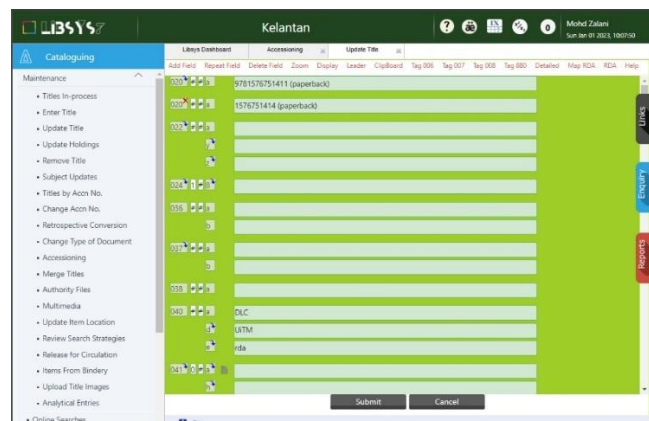 LIBSYS7
Kelantan
0
Mohd Zalani
Sun Jan 01 2023, 10:07:50
Cataloguing
Libsys Dashboard
Accessioning
Update Title
Add Field Repeat Field Delete Field Zoom Display Leader ClipBoard Tag 006 Tag 007 Tag 008 Tag 880 Detailed Map RDA RDA Help
Maintenance
• Titles In-process
• Enter Title
• Update Title
• Update Holdings
• Remove Title
• Subject Updates
• Titles by Accn No.
• Change Accn No.
• Retrospective Conversion
• Change Type of Document
• Accessioning
• Merge Titles
• Authority Files
• Multimedia
• Update Item Location
• Review Search Strategies
• Release for Circulation
• Items From Bindery
• Upload Title Images
• Analytical Entries
• Online Searches
020 # # a 9781576751411 (paperback)
020 # # a 1576751414 (paperback)
022 # # a
y
z
024 1 #
036 # # a
b
037 # # a
b
038 # # a
040 # # a DLC
d UiTM
e rda
041 0 # a
h
Submit Cancel
Links
Enquiry
Reports